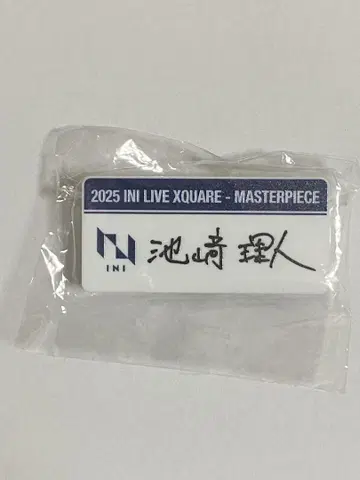 2025 INI LIVE XQUARE - MASTERPIECE
INI
池﨑理人